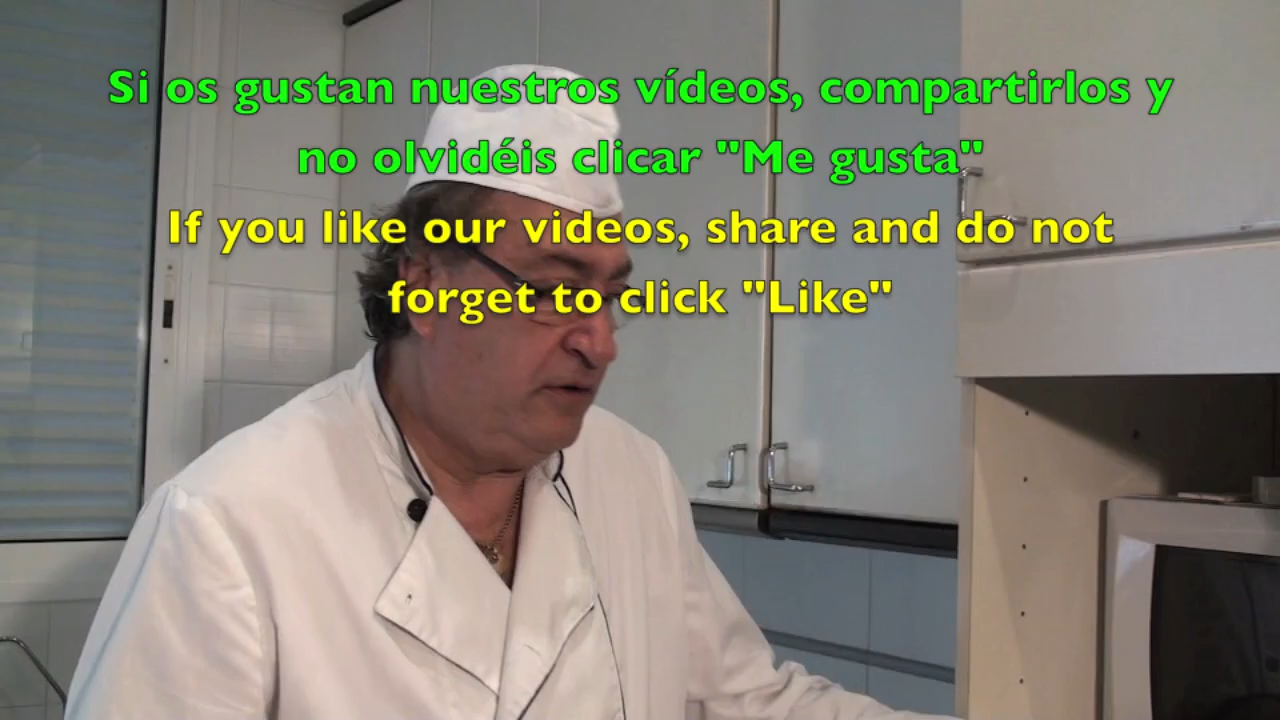 Si os gustan nuestros vídeos, compartirlos y
no olvidéis clicar "Me gusta"
If you like our videos, share and do not
forget to click "Like"